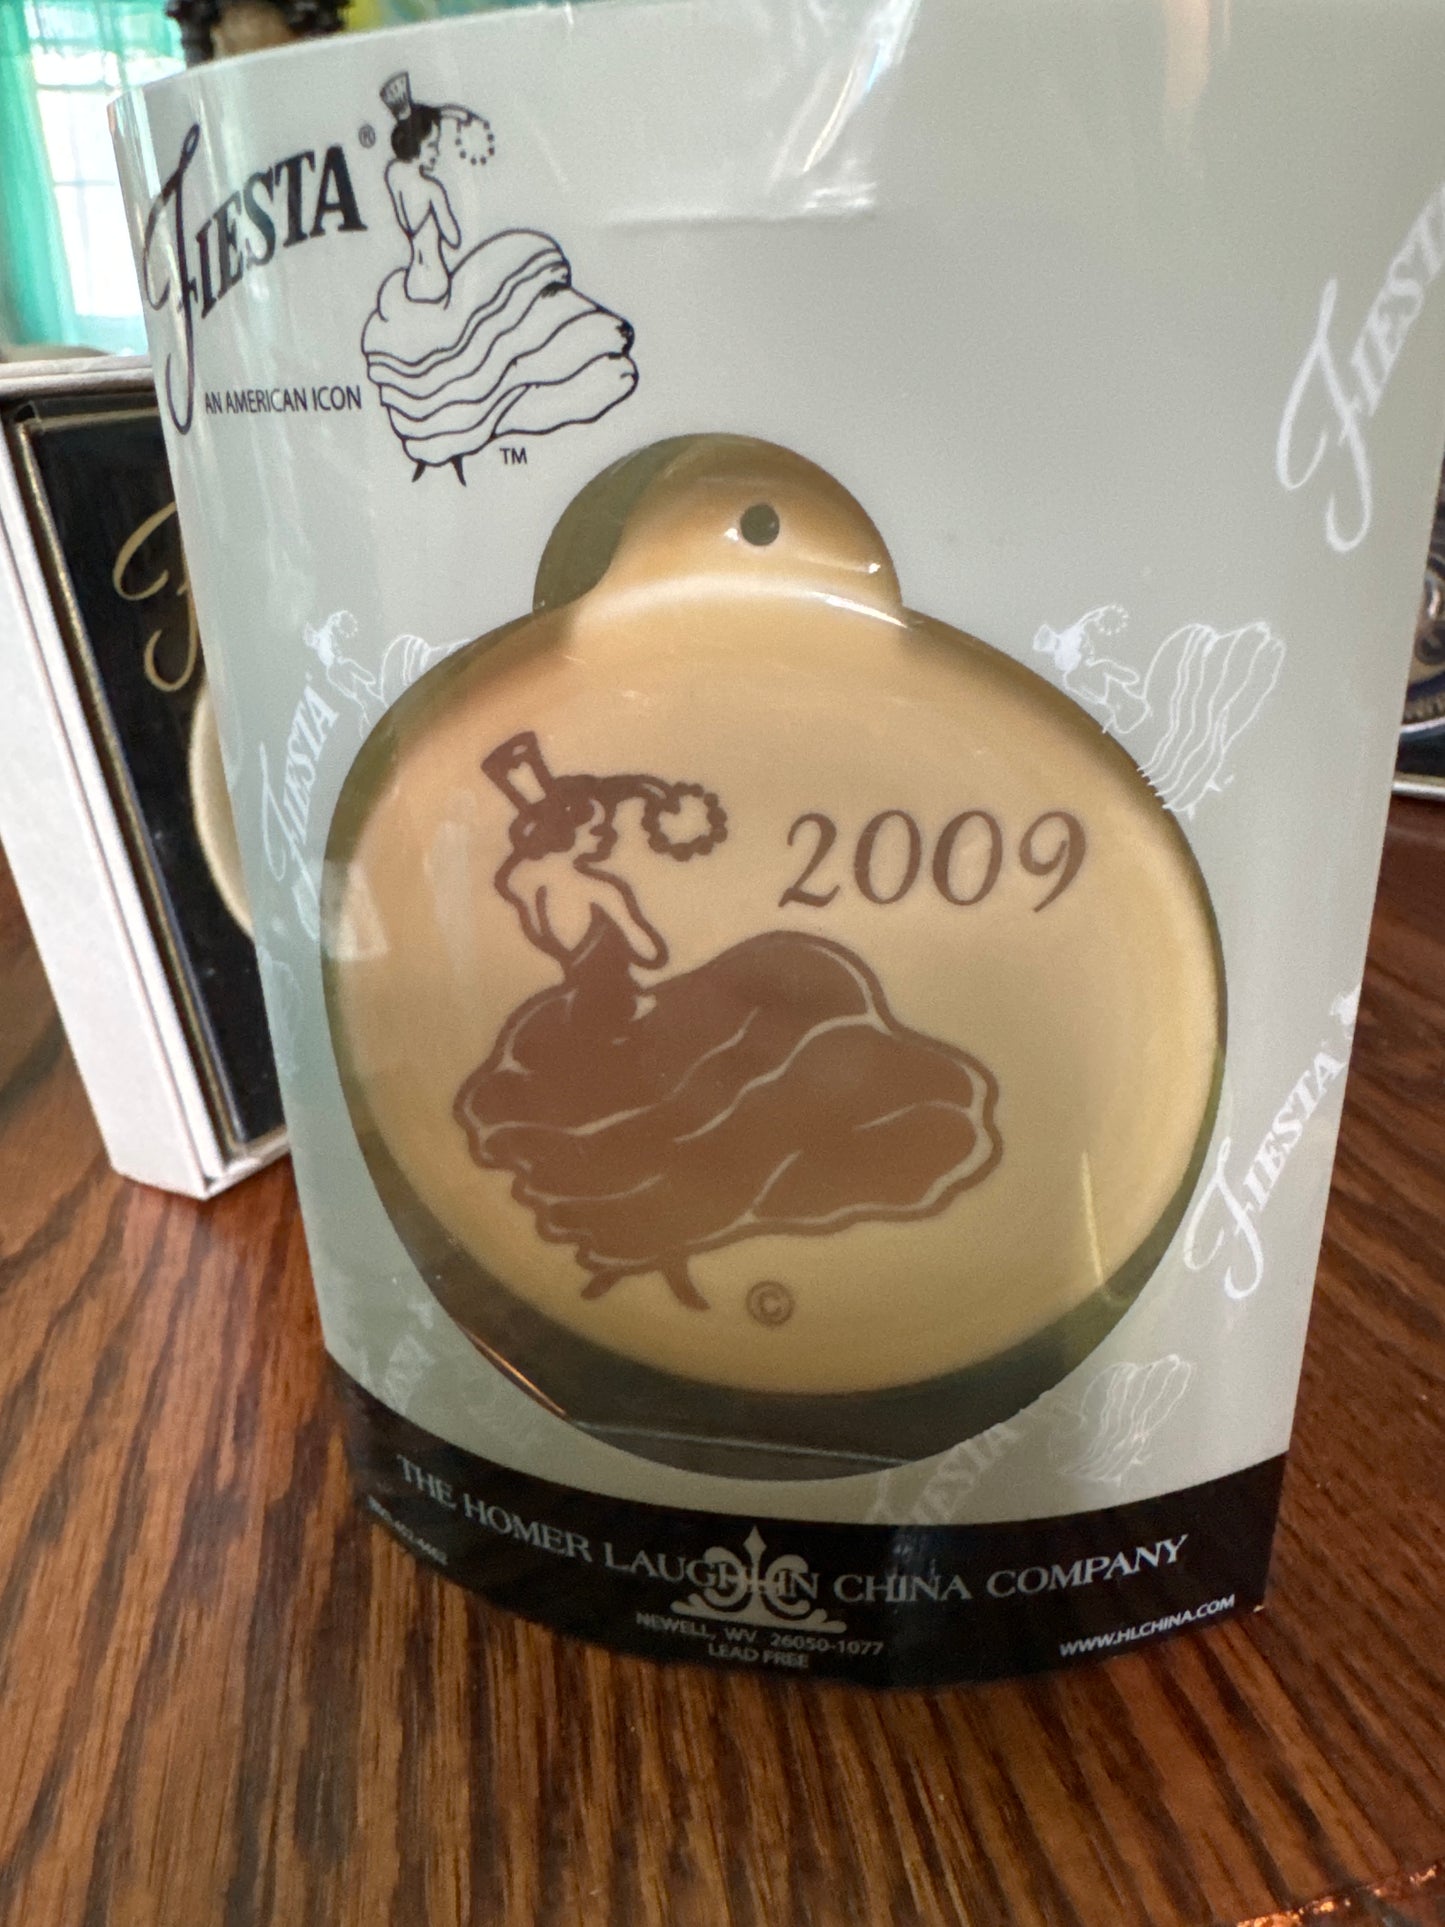 FIESTA®
AN AMERICAN ICON
TM
FIESTA
2009
FIESTA
FIESTA
©
FIESTA
THE HOMER LAUGHLIN CHINA COMPANY
NEWELL, WV 26050-1077
LEAD FREE
WWW.HLCHINA.COM